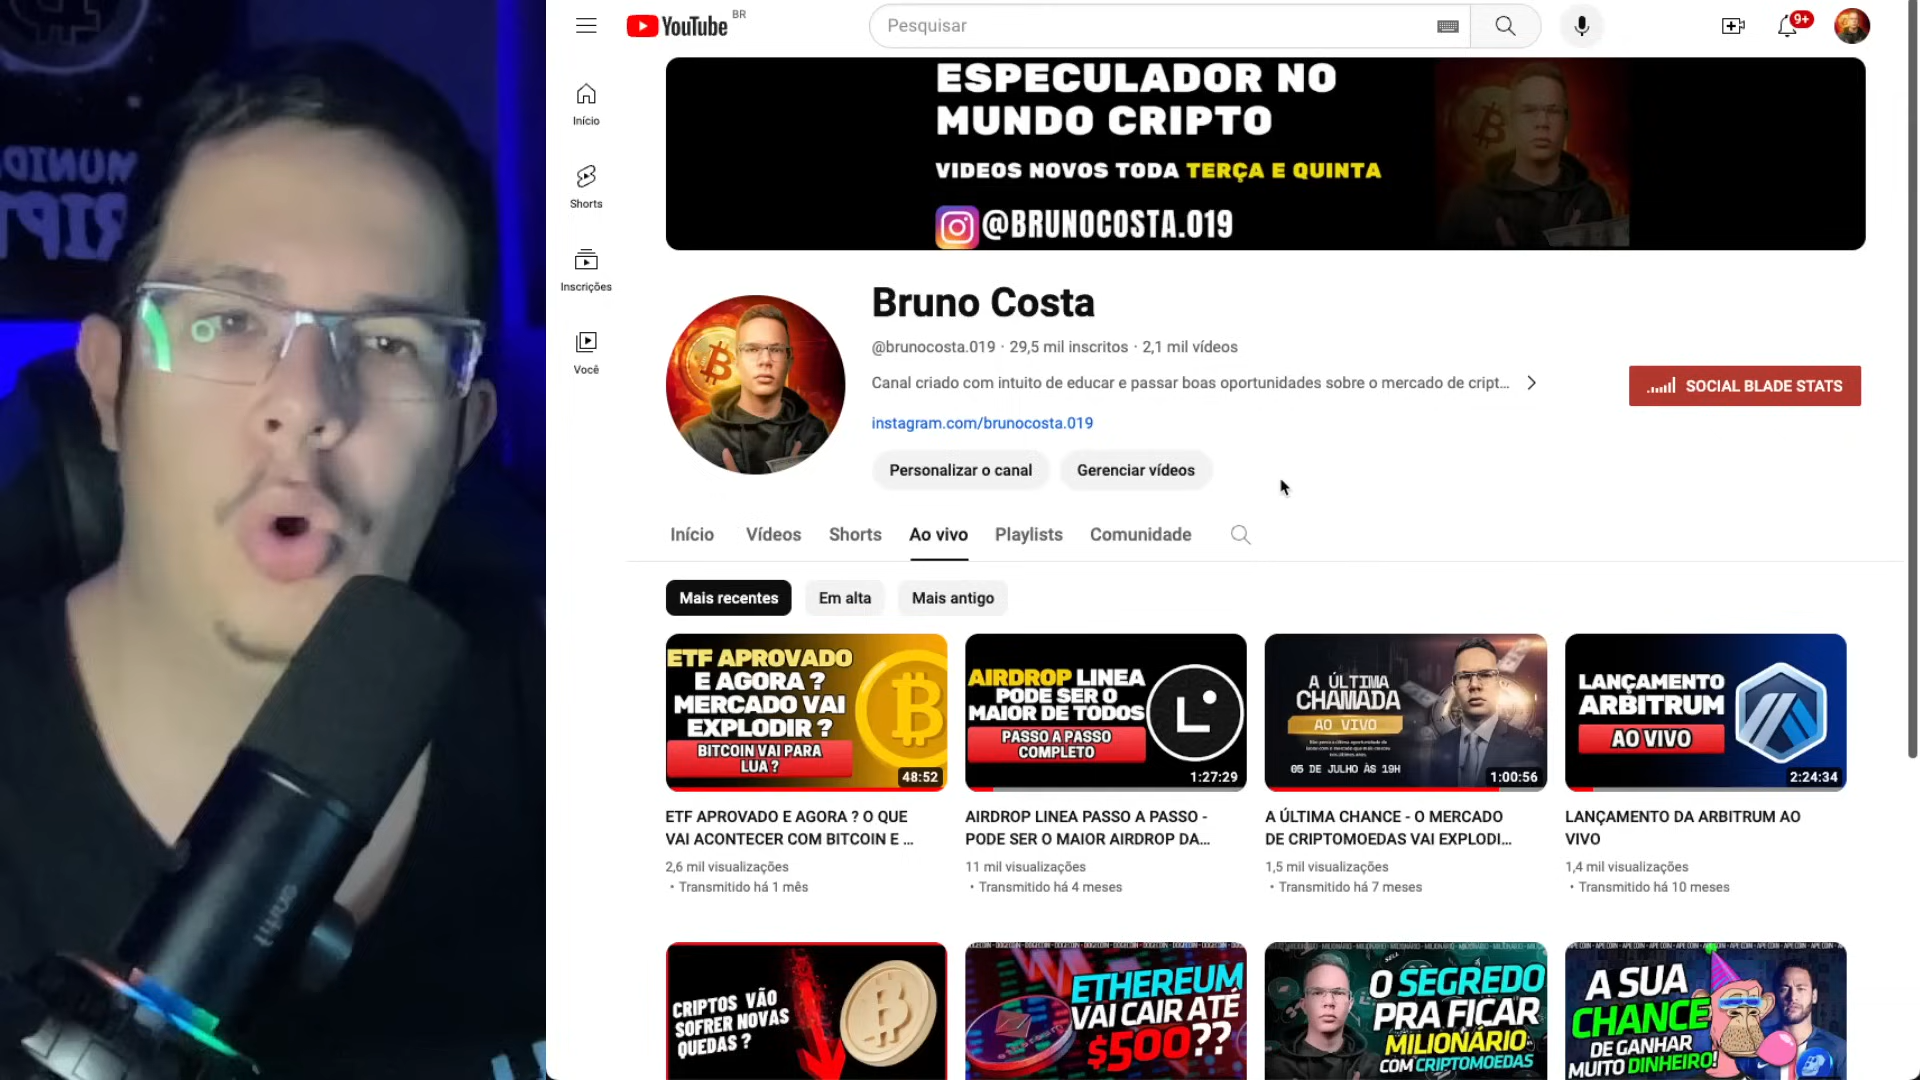 YouTube BR
Pesquisar
9+
Início
Shorts
Inscrições
Você
ESPECULADOR NO
MUNDO CRIPTO
VIDEOS NOVOS TODA TERÇA E QUINTA
@BRUNOCOSTA.019
Bruno Costa
@brunocosta.019 · 29,5 mil inscritos · 2,1 mil vídeos
Canal criado com intuito de educar e passar boas oportunidades sobre o mercado de cript...
instagram.com/brunocosta.019
SOCIAL BLADE STATS
Personalizar o canal
Gerenciar vídeos
Início
Vídeos
Shorts
Ao vivo
Playlists
Comunidade
Mais recentes
Em alta
Mais antigo
ETF APROVADO
E AGORA ?
MERCADO VAI
EXPLODIR ?
BITCOIN VAI PARA
LUA ?
48:52
ETF APROVADO E AGORA ? O QUE
VAI ACONTECER COM BITCOIN E ...
2,6 mil visualizações
• Transmitido há 1 mês
AIRDROP LINEA
PODE SER O
MAIOR DE TODOS
PASSO A PASSO
COMPLETO
1:27:29
AIRDROP LINEA PASSO A PASSO -
PODE SER O MAIOR AIRDROP DA...
11 mil visualizações
• Transmitido há 4 meses
A ÚLTIMA
CHAMADA
AO VIVO
05 DE JULHO ÀS 19H
1:00:56
A ÚLTIMA CHANCE - O MERCADO
DE CRIPTOMOEDAS VAI EXPLODI...
1,5 mil visualizações
• Transmitido há 7 meses
LANÇAMENTO
ARBITRUM
AO VIVO
2:24:34
LANÇAMENTO DA ARBITRUM AO
VIVO
1,4 mil visualizações
• Transmitido há 10 meses
CRIPTOS VÃO
SOFRER NOVAS
QUEDAS ?
ETHEREUM
VAI CAIR ATÉ
$500??
O SEGREDO
PRA FICAR
MILIONÁRIO
COM CRIPTOMOEDAS
A SUA
CHANCE
DE GANHAR
MUITO DINHEIRO!